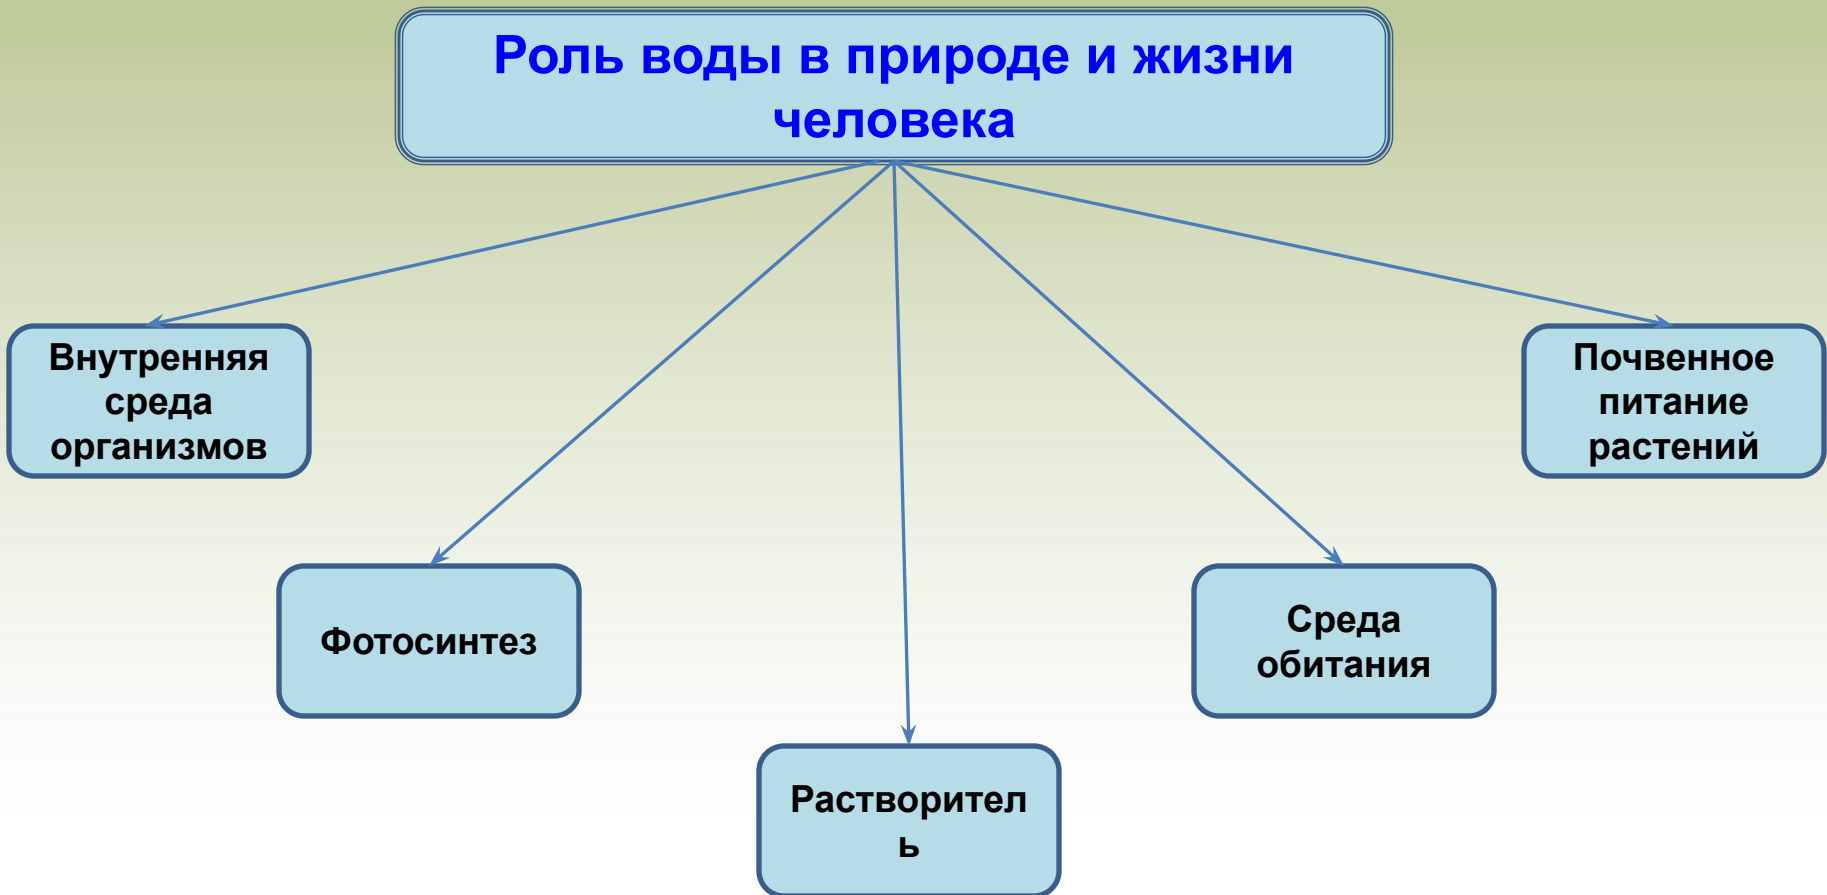 Роль воды в природе и жизни
человека
Внутренняя
среда
организмов
Почвенное
питание
растений
Фотосинтез
Среда
обитания
Растворител
ь